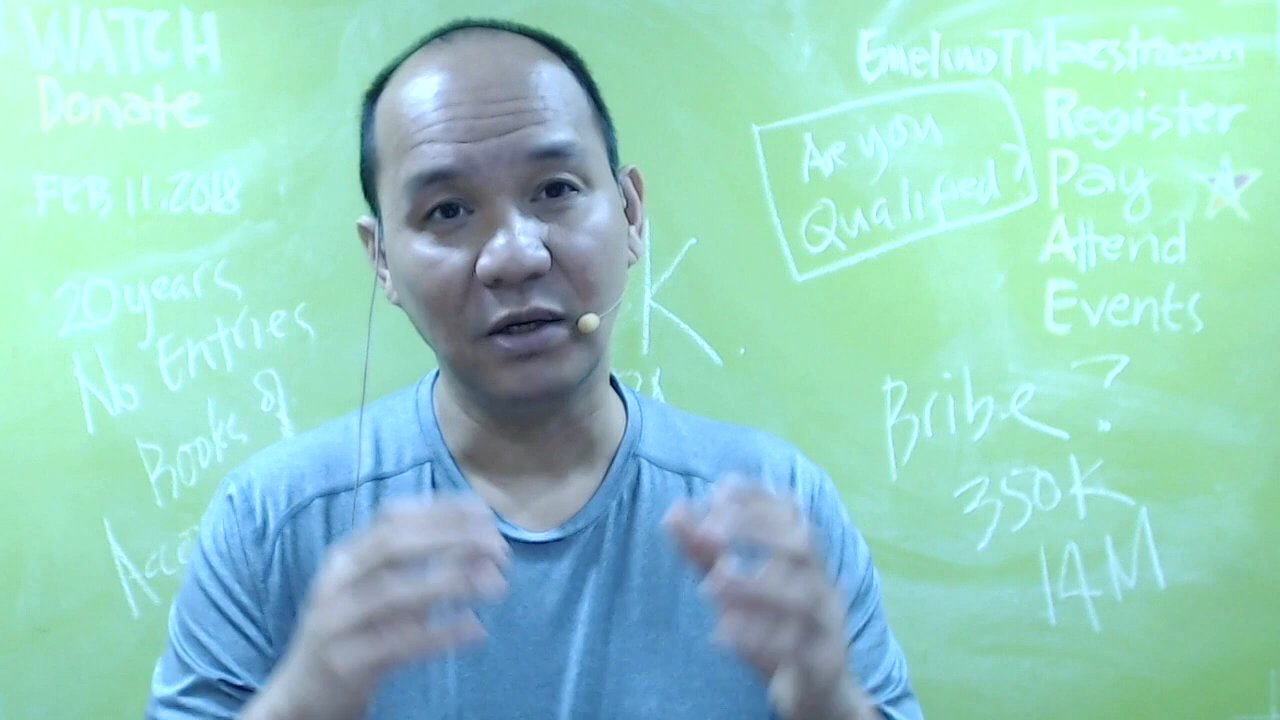 WATCH
Donate
FEB 11, 2018
20 years
No Entries
Books of
K.
EmelinoTMaestro.com
Are you
Qualified?
Register
Pay
Attend
Events
Bribe?
350K
14M